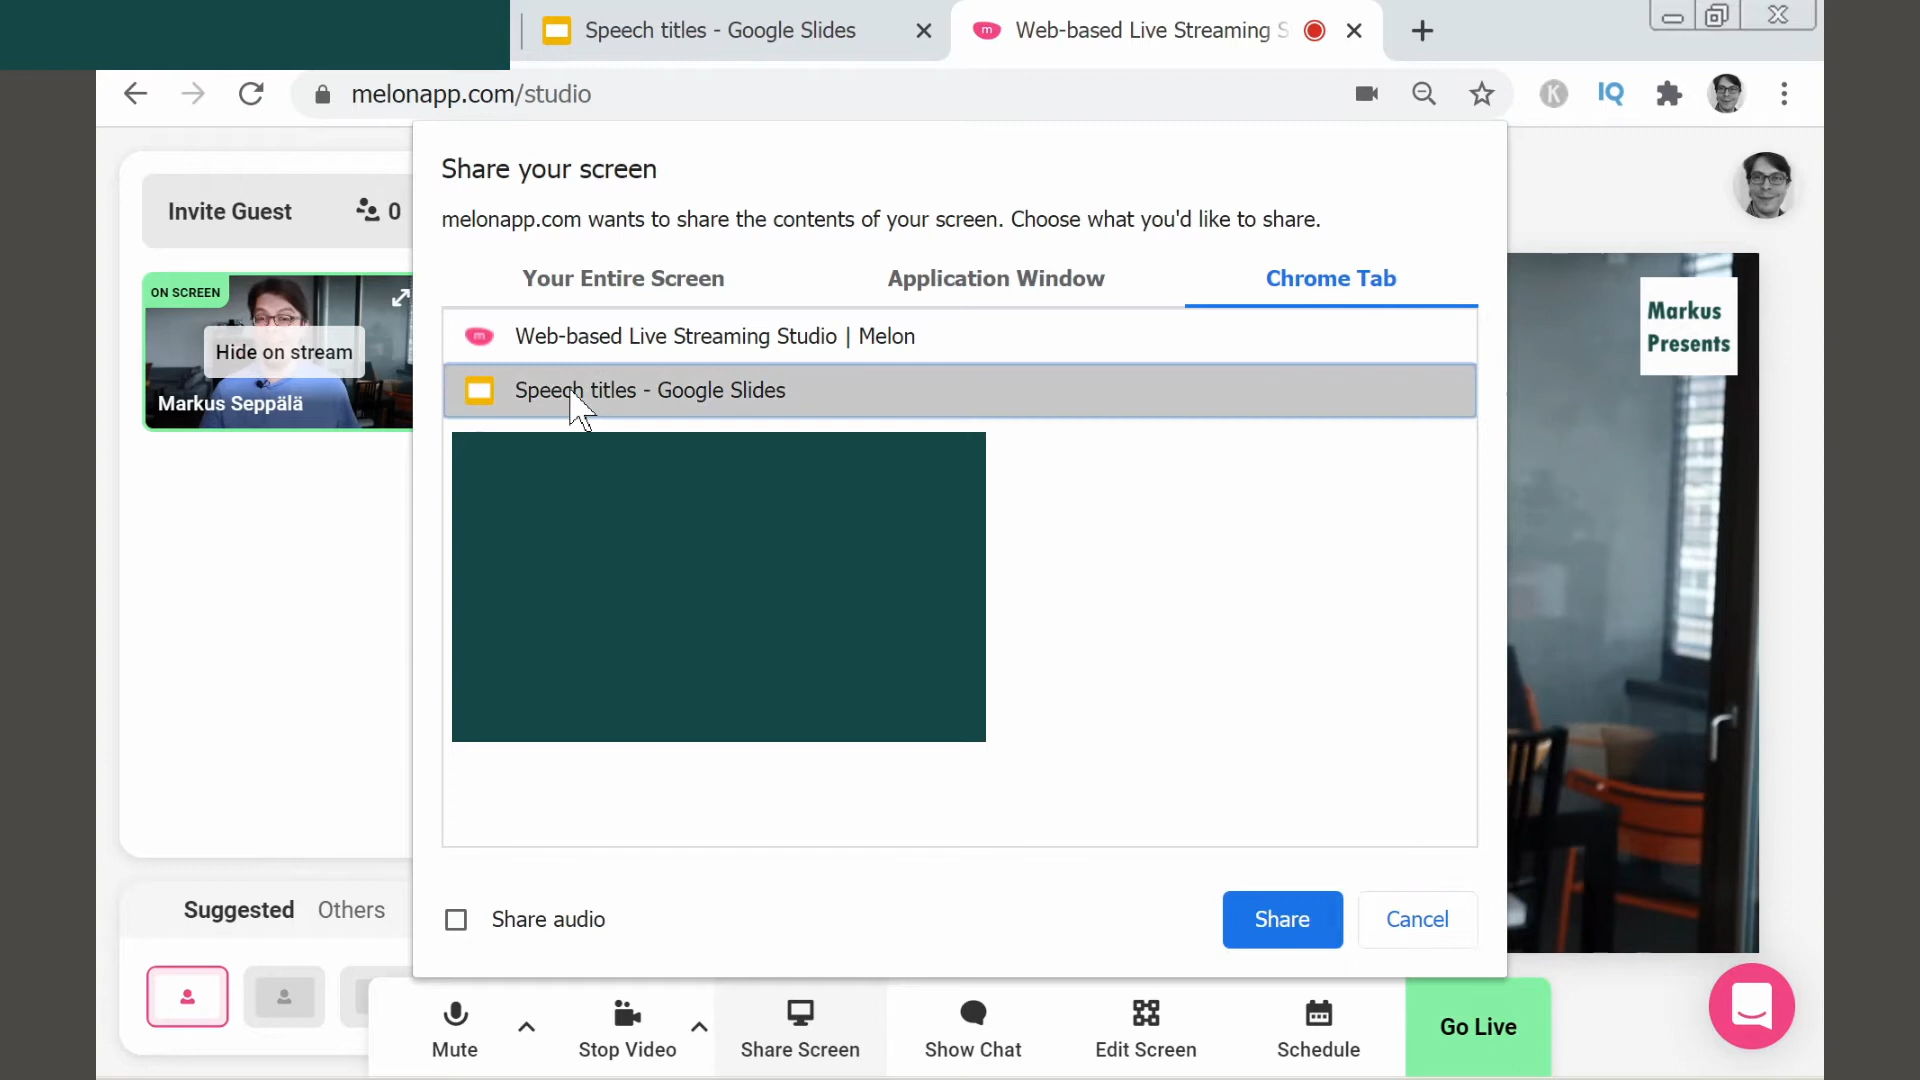 Speech titles - Google Slides
Web-based Live Streaming S
melonapp.com/studio
K
IQ
Share your screen
melonapp.com wants to share the contents of your screen. Choose what you'd like to share.
Your Entire Screen
Application Window
Chrome Tab
Web-based Live Streaming Studio | Melon
Speech titles - Google Slides
Share audio
Share
Cancel
Invite Guest
0
ON SCREEN
Hide on stream
Markus Seppälä
Markus
Presents
Suggested
Others
Mute
Stop Video
Share Screen
Show Chat
Edit Screen
Schedule
Go Live